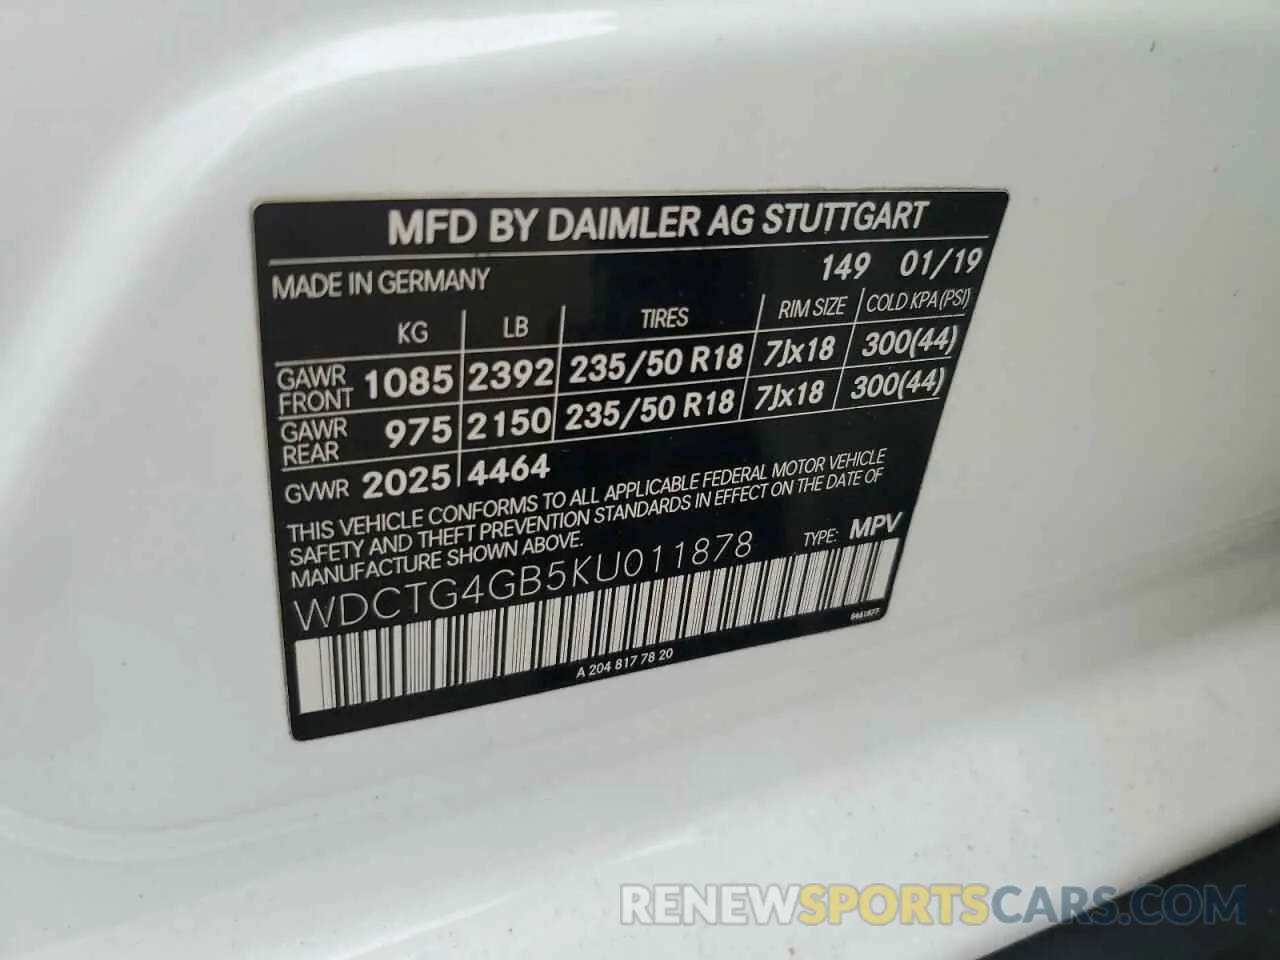 MFD BY DAIMLER AG STUTTGART
MADE IN GERMANY 149 01/19
KG LB TIRES RIM SIZE COLD KPA(PSI)
GAWR FRONT 1085 2392 235/50 R18 7Jx18 300(44)
GAWR REAR 975 2150 235/50 R18 7Jx18 300(44)
GVWR 2025 4464
THIS VEHICLE CONFORMS TO ALL APPLICABLE FEDERAL MOTOR VEHICLE
SAFETY AND THEFT PREVENTION STANDARDS IN EFFECT ON THE DATE OF
MANUFACTURE SHOWN ABOVE.
WDCTG4GB5KU011878 TYPE: MPV
A 204 817 78 20
RENEWSPORTSCARS.COM